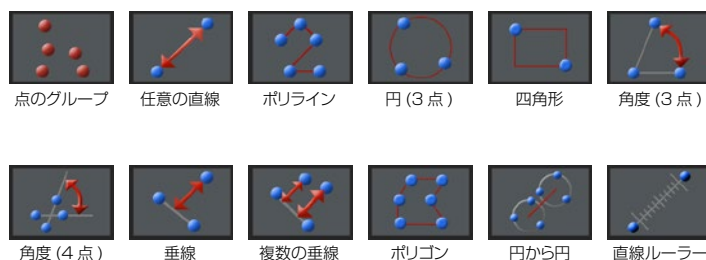 点のグループ
任意の直線
ポリライン
円 (3 点 )
四角形
角度 (3 点 )
角度 (4 点 )
垂線
複数の垂線
ポリゴン
円から円
直線ルーラー